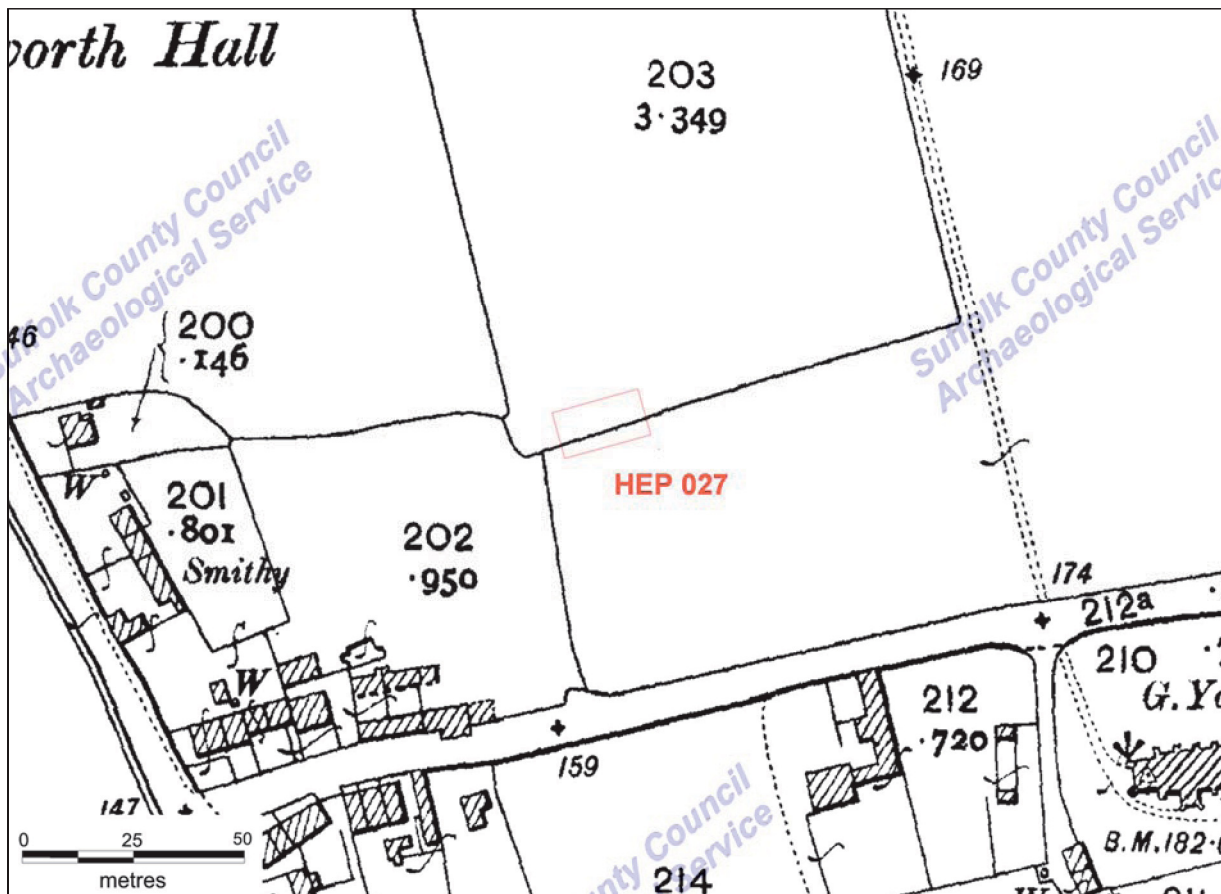 worth Hall
203
3·349
169
Suffolk County Council
Archaeological Service
Suffolk County Council
Archaeological Service
46
200
·146
W
201
·801
Smithy
202
·950
HEP 027
174
212a
210
G. Y
212
·720
W
159
147
B.M. 182·
214
County Council
Service
0 25 50
metres